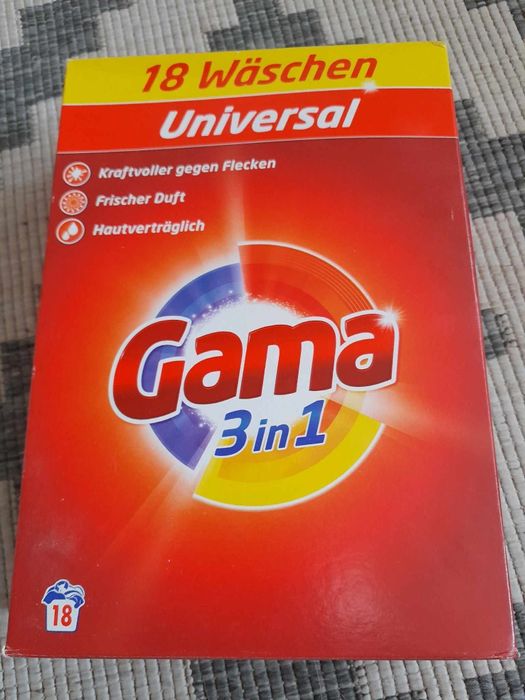 18 Wäschen
Universal
Kraftvoller gegen Flecken
Frischer Duft
Hautverträglich
Gama
3 in 1
18